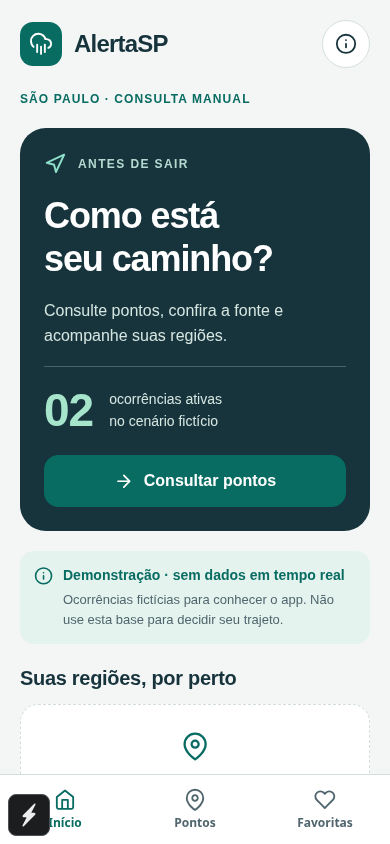 AlertaSP
SÃO PAULO · CONSULTA MANUAL
ANTES DE SAIR
Como está
seu caminho?
Consulte pontos, confira a fonte e
acompanhe suas regiões.
02
ocorrências ativas
no cenário fictício
Consultar pontos
Demonstração · sem dados em tempo real
Ocorrências fictícias para conhecer o app. Não
use esta base para decidir seu trajeto.
Suas regiões, por perto
Início
Pontos
Favoritas